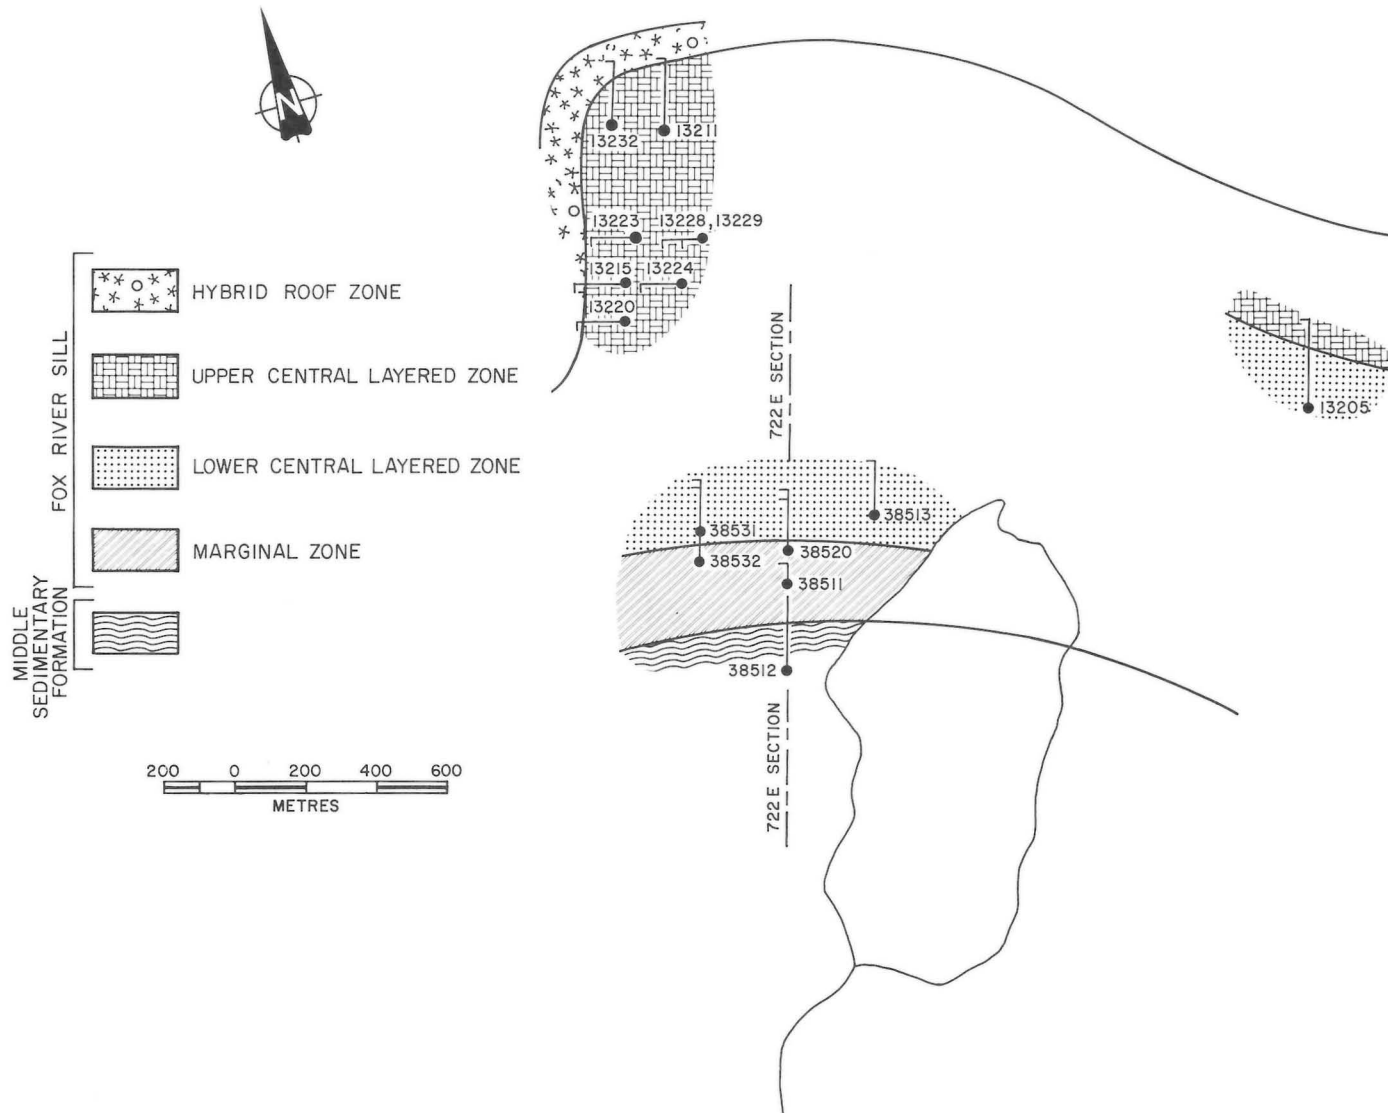 N
13232
13211
13223
13228,13229
13215
13224
13220
722 E SECTION
13205
FOX RIVER SILL
HYBRID ROOF ZONE
UPPER CENTRAL LAYERED ZONE
LOWER CENTRAL LAYERED ZONE
MARGINAL ZONE
MIDDLE
SEDIMENTARY
FORMATION
38513
38531
38520
38532
38511
38512
722 E SECTION
200 0 200 400 600
METRES